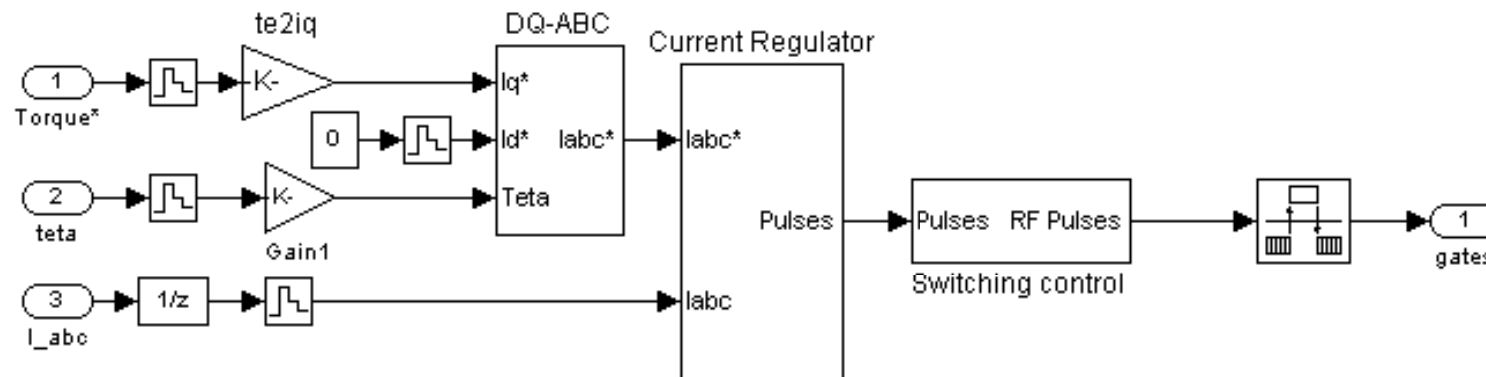 te2iq
DQ-ABC
Current Regulator
1
Torque*
-K-
Iq*
0
Id*
Iabc*
Iabc*
2
teta
K-
Gain1
Teta
Pulses
Pulses
RF Pulses
Switching control
1
gates
3
I_abc
1/z
Iabc